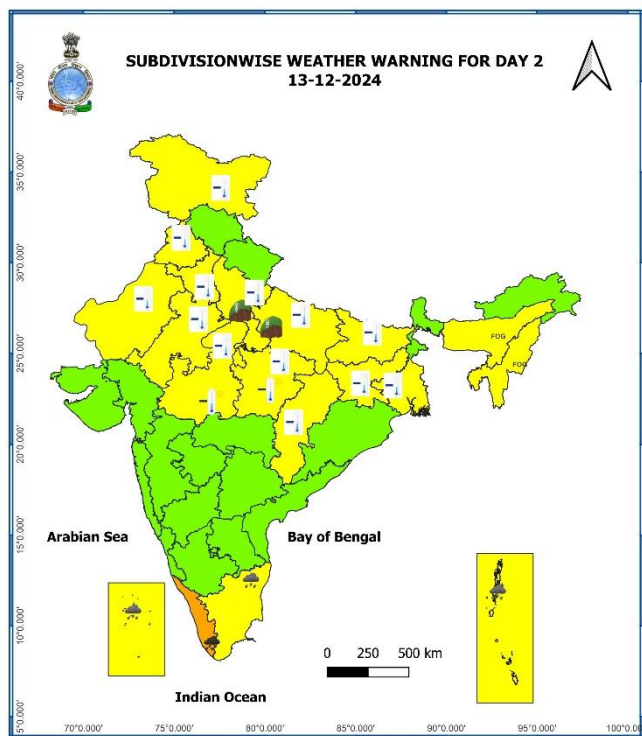 SUBDIVISIONWISE WEATHER WARNING FOR DAY 2
13-12-2024
40°0.000'
35°0.000'
30°0.000'
25°0.000'
20°0.000'
15°0.000'
10°0.000'
5°0.000'
FOG
FOG
Arabian Sea
Bay of Bengal
0 250 500 km
Indian Ocean
70°0.000' 75°0.000' 80°0.000' 85°0.000' 90°0.000' 95°0.000' 100°0.000'